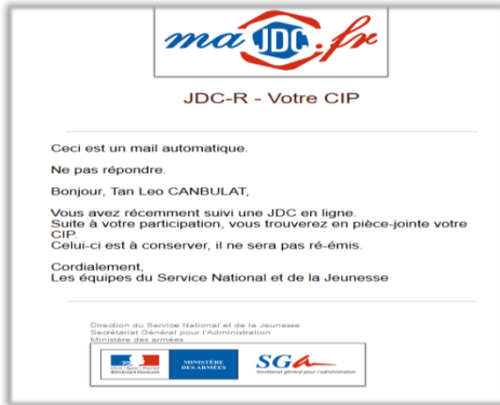 ma JDC.fr
JDC-R - Votre CIP
Ceci est un mail automatique.
Ne pas répondre.
Bonjour, Tan Leo CANBULAT,
Vous avez récemment suivi une JDC en ligne.
Suite à votre participation, vous trouverez en pièce-jointe votre
CIP.
Celui-ci est à conserver, il ne sera pas ré-émis.
Cordialement,
Les équipes du Service National et de la Jeunesse
Direction du Service National et de la Jeunesse
Secrétariat Général pour l'Administration
Ministère des armées
RÉPUBLIQUE FRANÇAISE
MINISTÈRE
DES ARMÉES
SGA
Secrétariat général pour l'administration